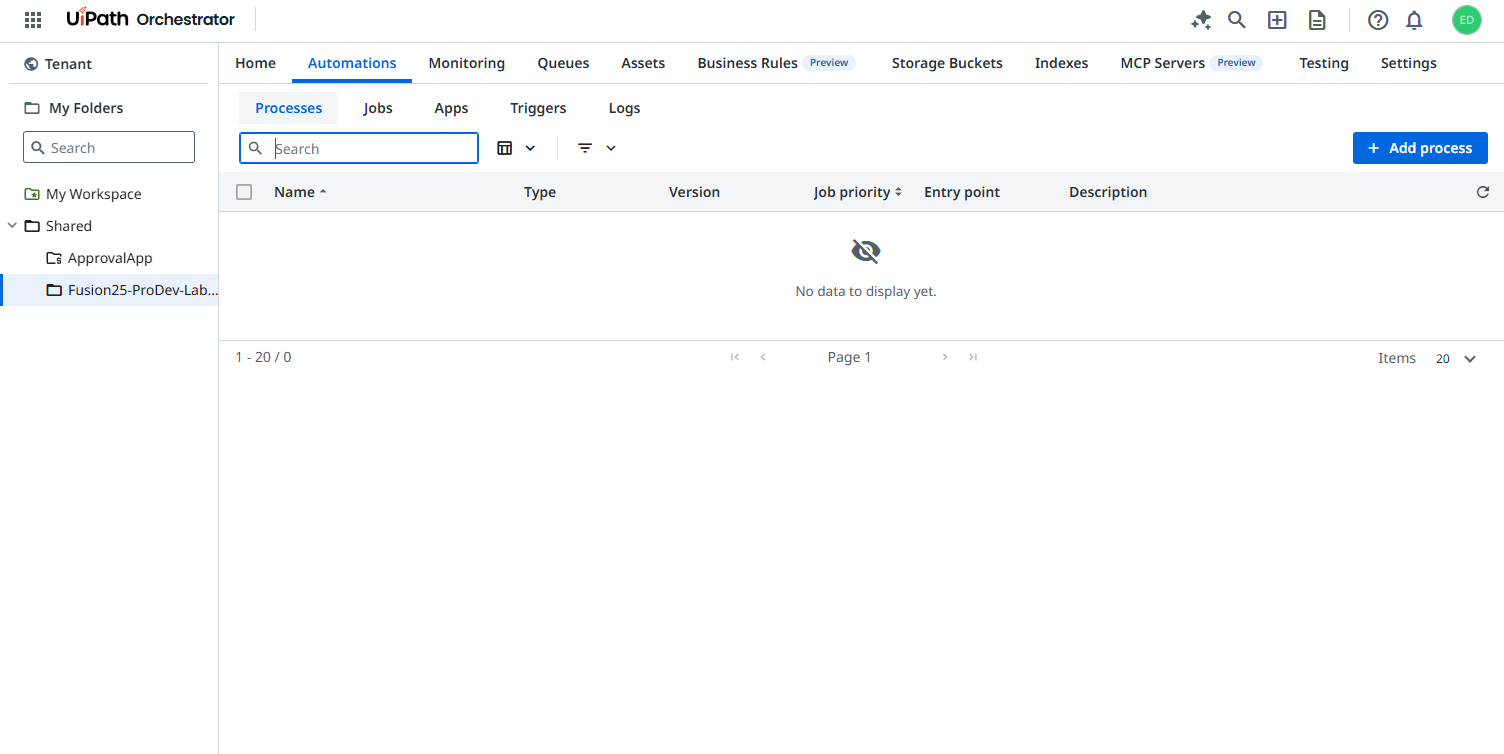 UiPath Orchestrator
ED
Tenant
Home Automations Monitoring Queues Assets Business Rules Preview Storage Buckets Indexes MCP Servers Preview Testing Settings
My Folders
Processes Jobs Apps Triggers Logs
Search
Search
+ Add process
Name Type Version Job priority Entry point Description
My Workspace
Shared
ApprovalApp
Fusion25-ProDev-Lab...
No data to display yet.
1 - 20 / 0 Page 1 Items 20